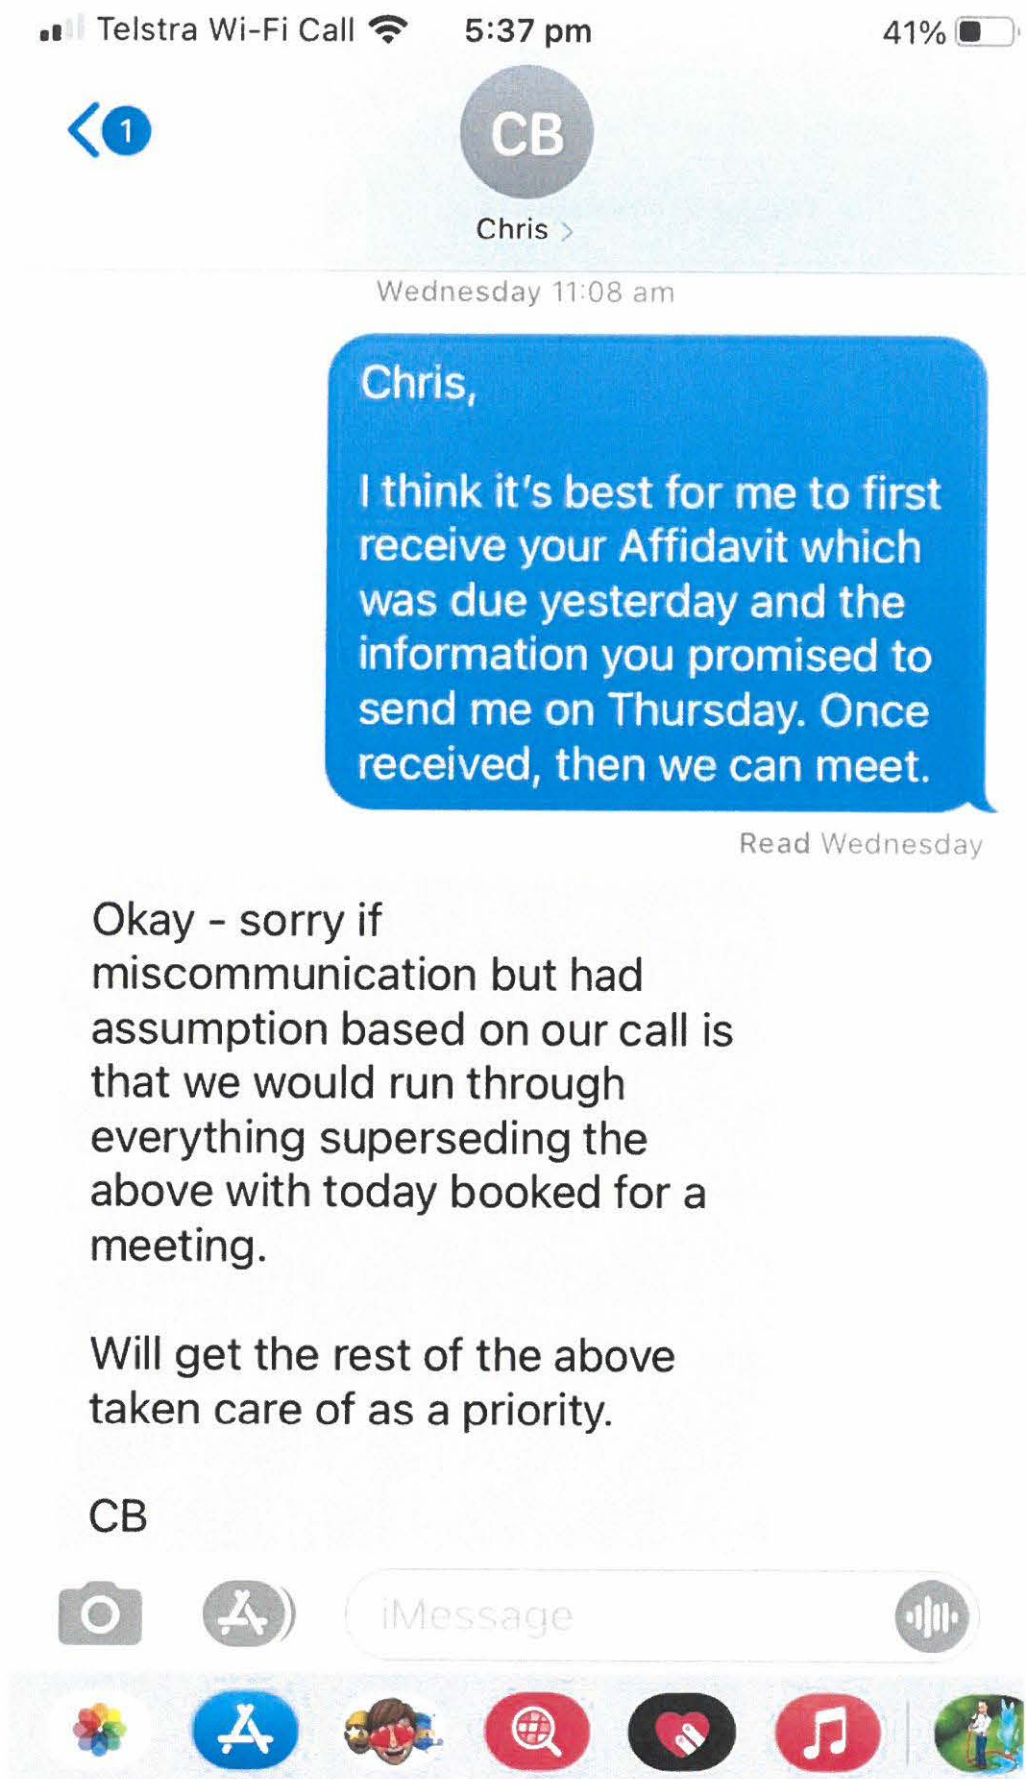 Telstra Wi-Fi Call 5:37 pm 41%
1
CB
Chris
Wednesday 11:08 am
Chris,
I think it's best for me to first
receive your Affidavit which
was due yesterday and the
information you promised to
send me on Thursday. Once
received, then we can meet.
Read Wednesday
Okay - sorry if
miscommunication but had
assumption based on our call is
that we would run through
everything superseding the
above with today booked for a
meeting.
Will get the rest of the above
taken care of as a priority.
CB
iMessage